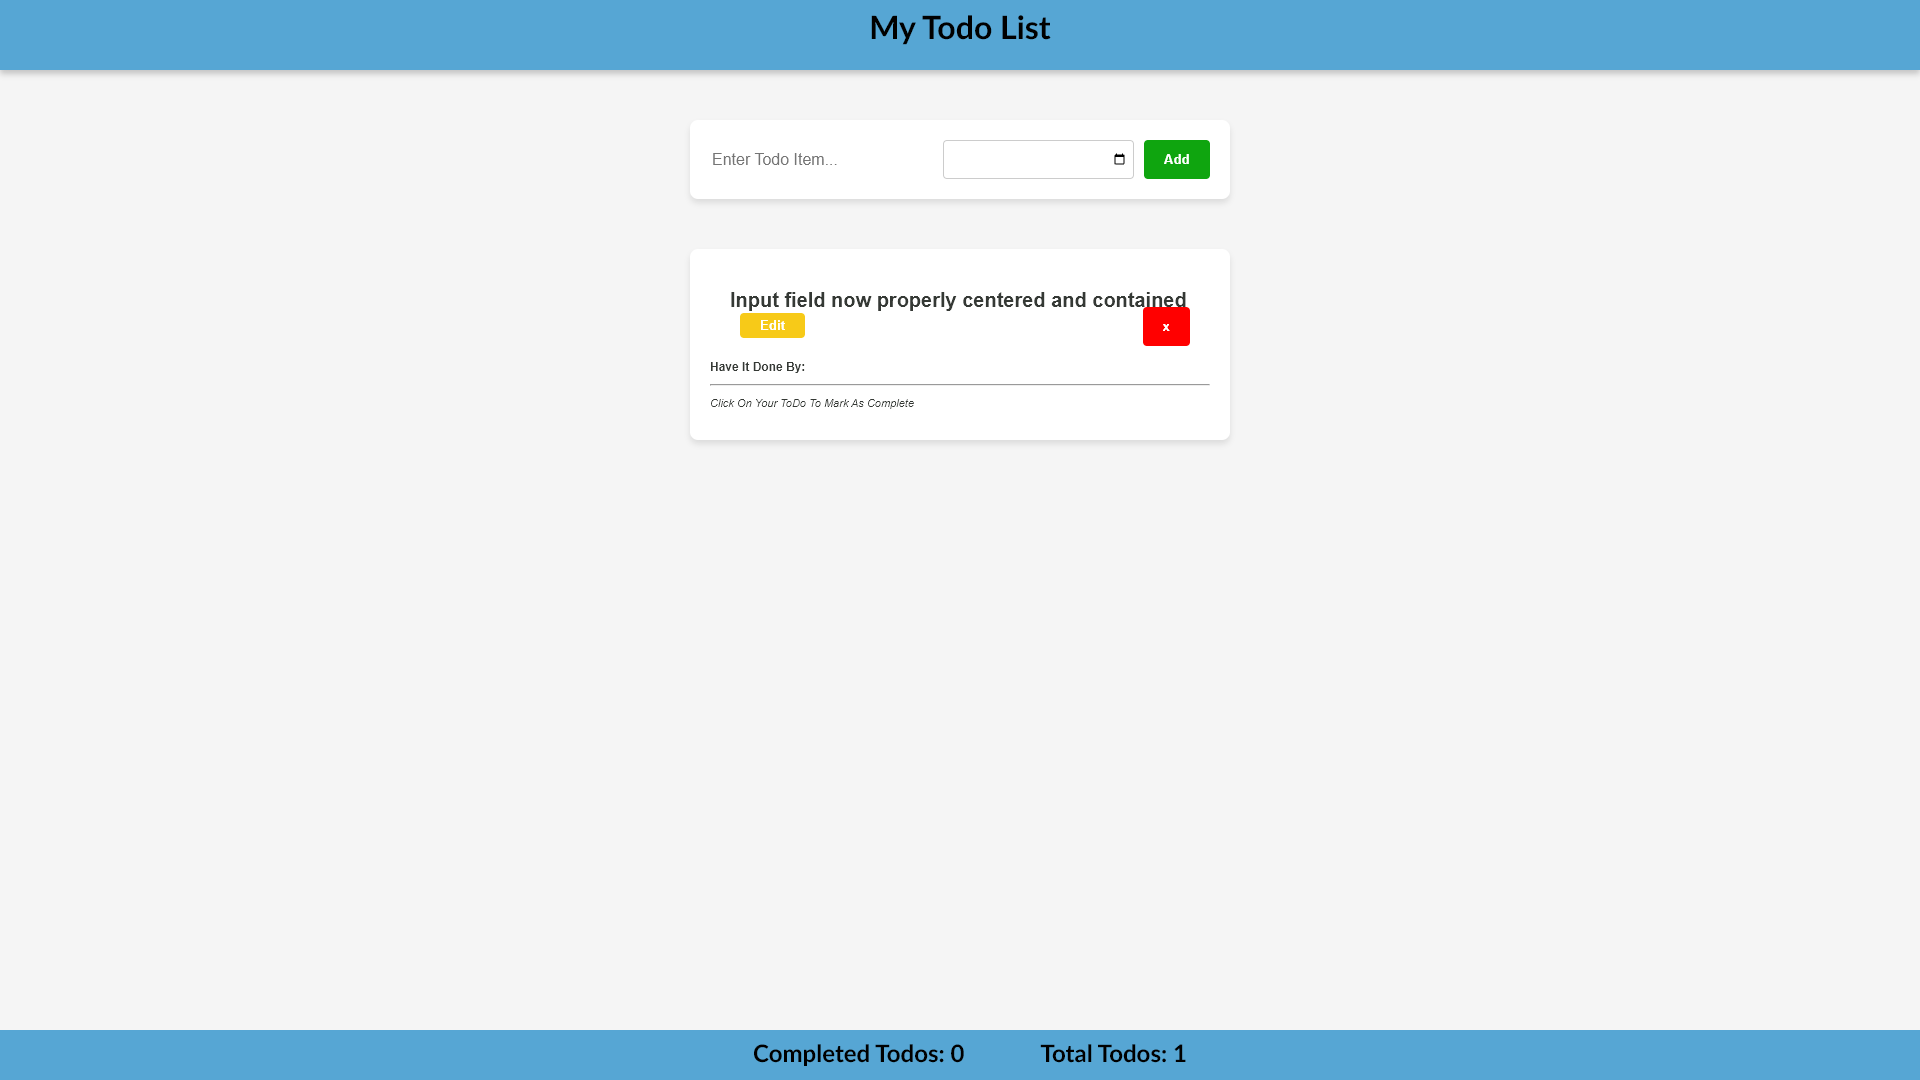 My Todo List
Enter Todo Item...
Add
Input field now properly centered and contained
Edit
x
Have It Done By:
Click On Your ToDo To Mark As Complete
Completed Todos: 0
Total Todos: 1